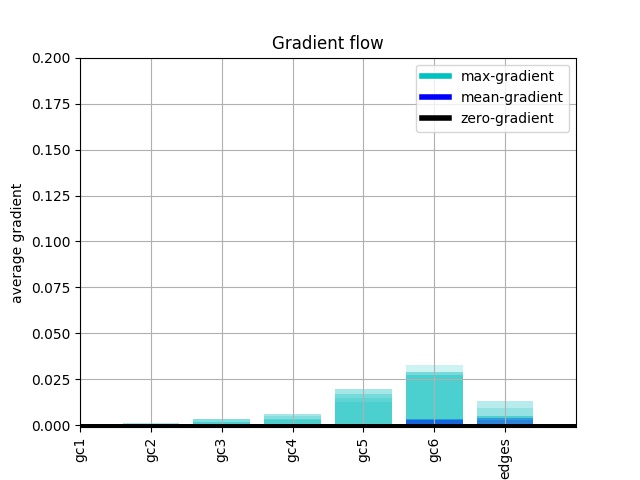 Gradient flow
max-gradient
mean-gradient
zero-gradient
average gradient
0.200
0.175
0.150
0.125
0.100
0.075
0.050
0.025
0.000
gc1
gc2
gc3
gc4
gc5
gc6
edges